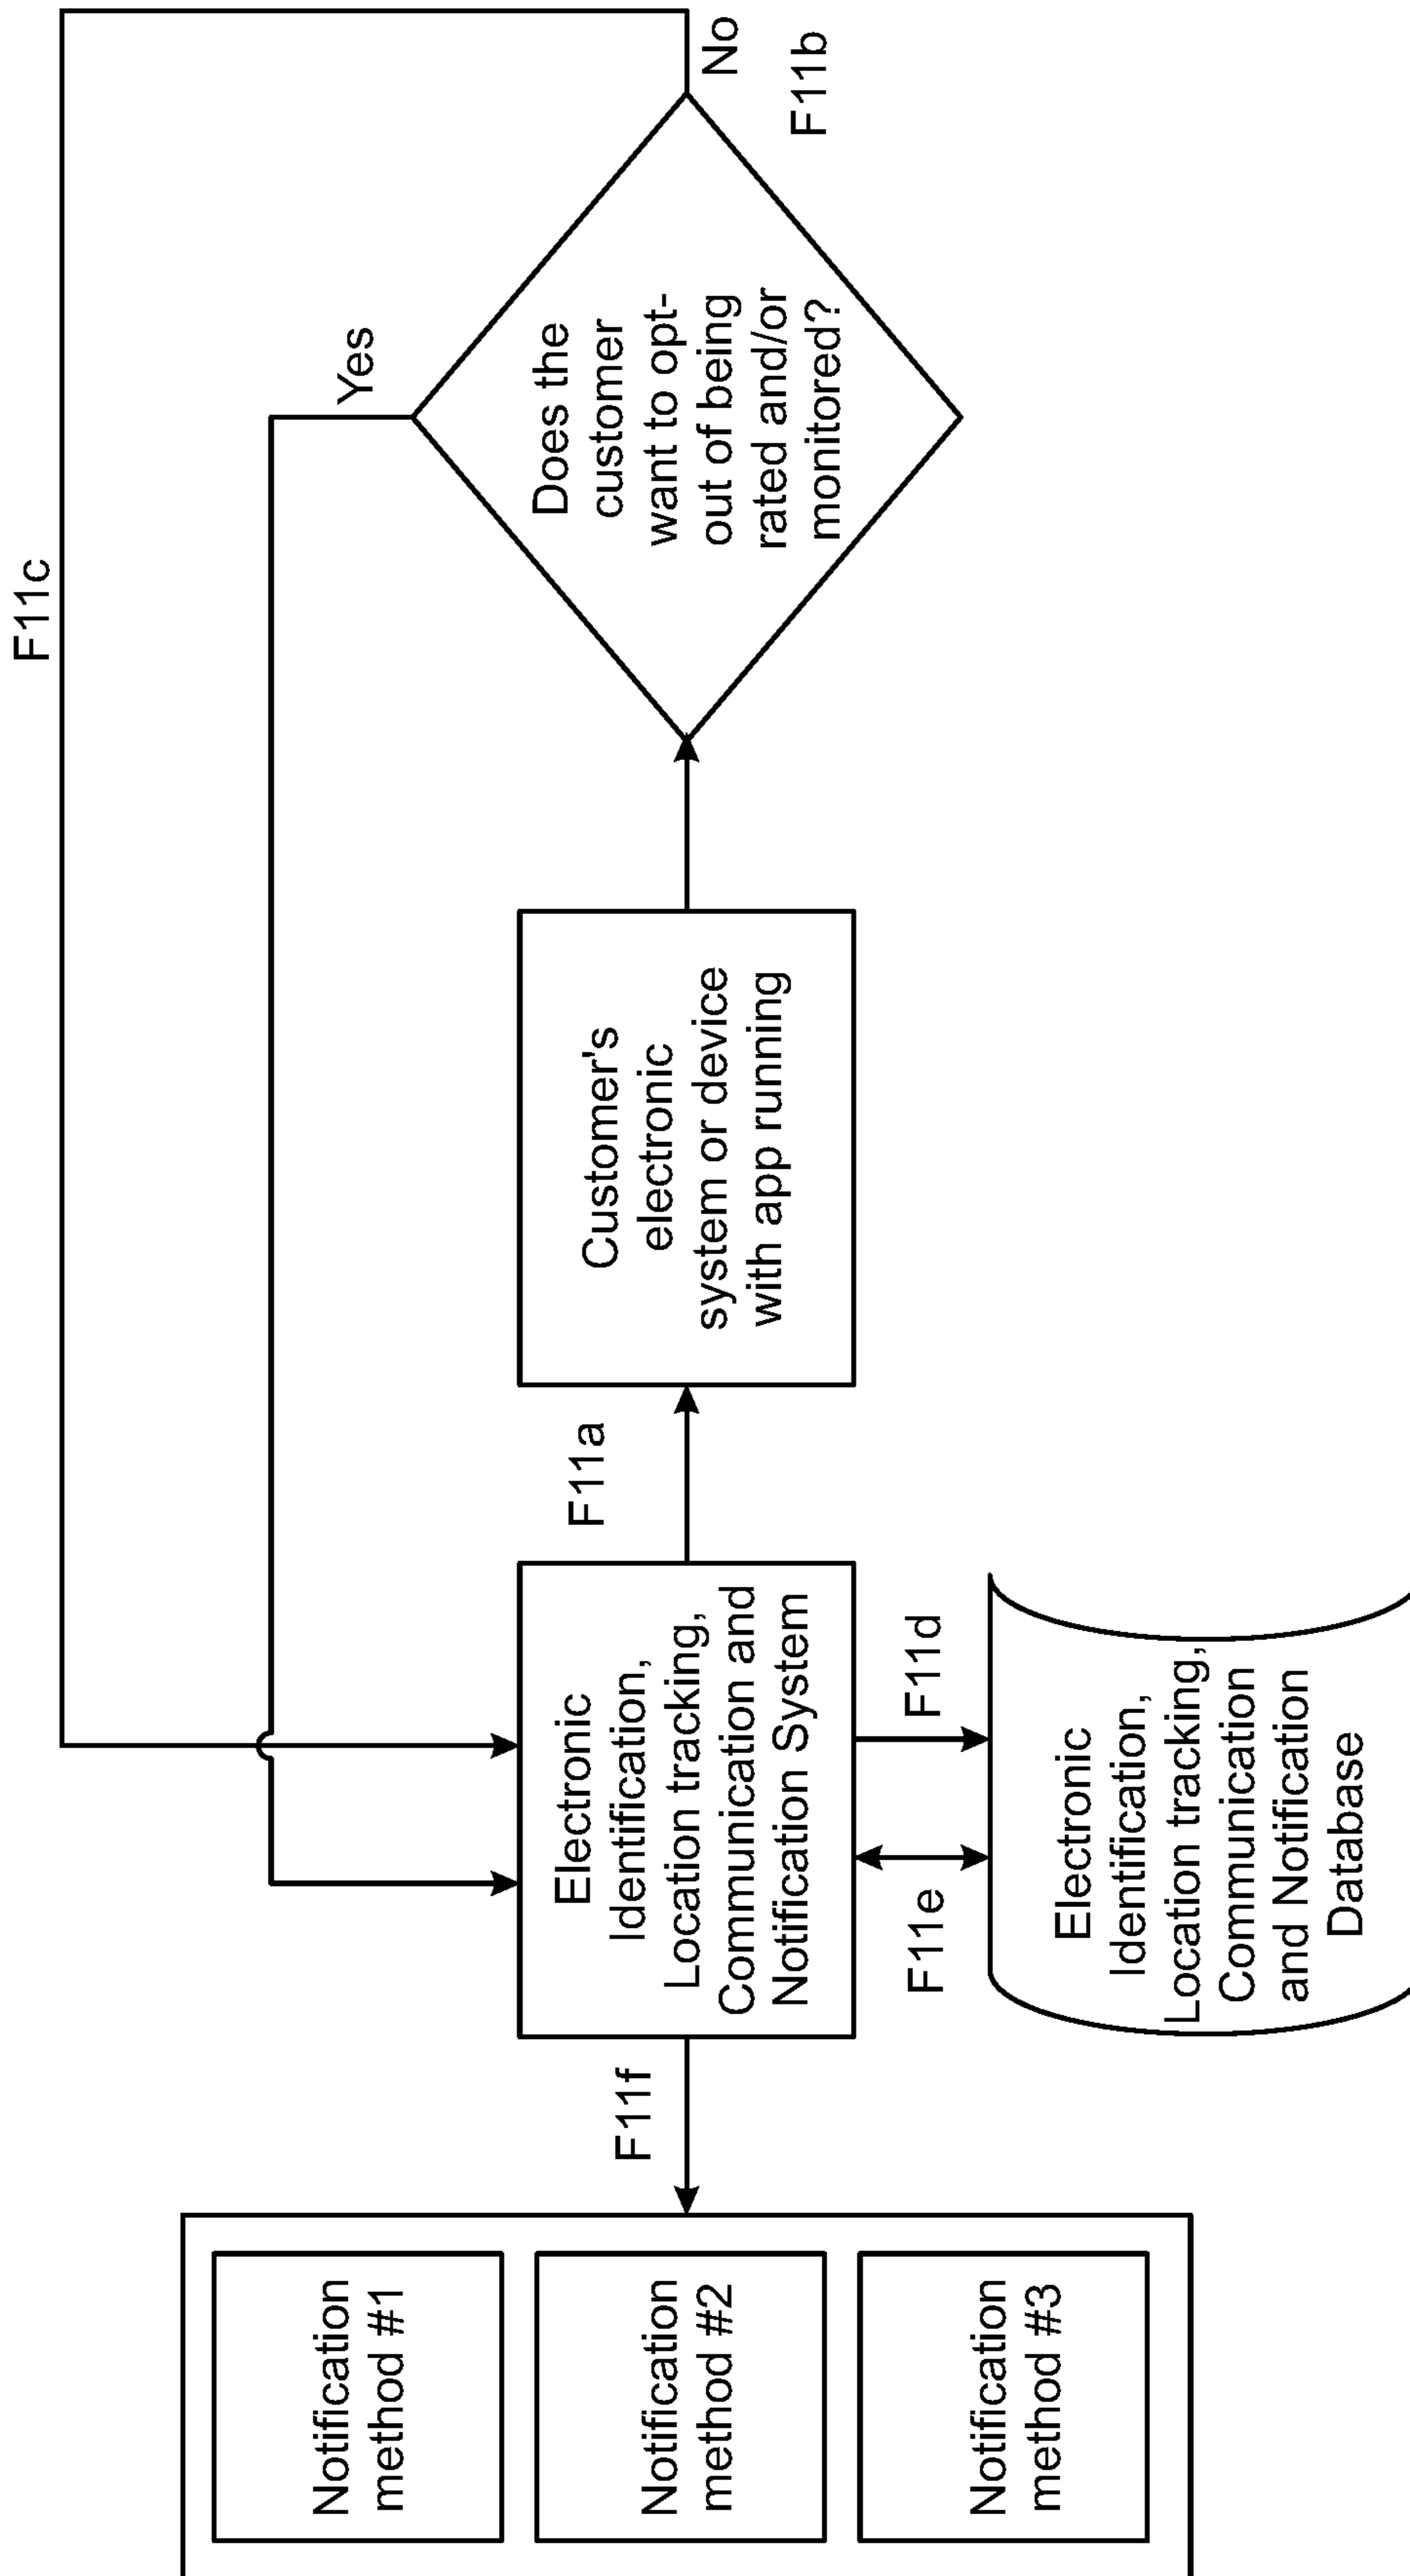 Notification
method #1
Notification
method #2
Notification
method #3
F11f
Electronic
Identification,
Location tracking,
Communication and
Notification System
F11e
F11d
Electronic
Identification,
Location tracking,
Communication
and Notification
Database
F11a
Customer's
electronic
system or device
with app running
F11c
Yes
Does the
customer
want to opt-
out of being
rated and/or
monitored?
No
F11b